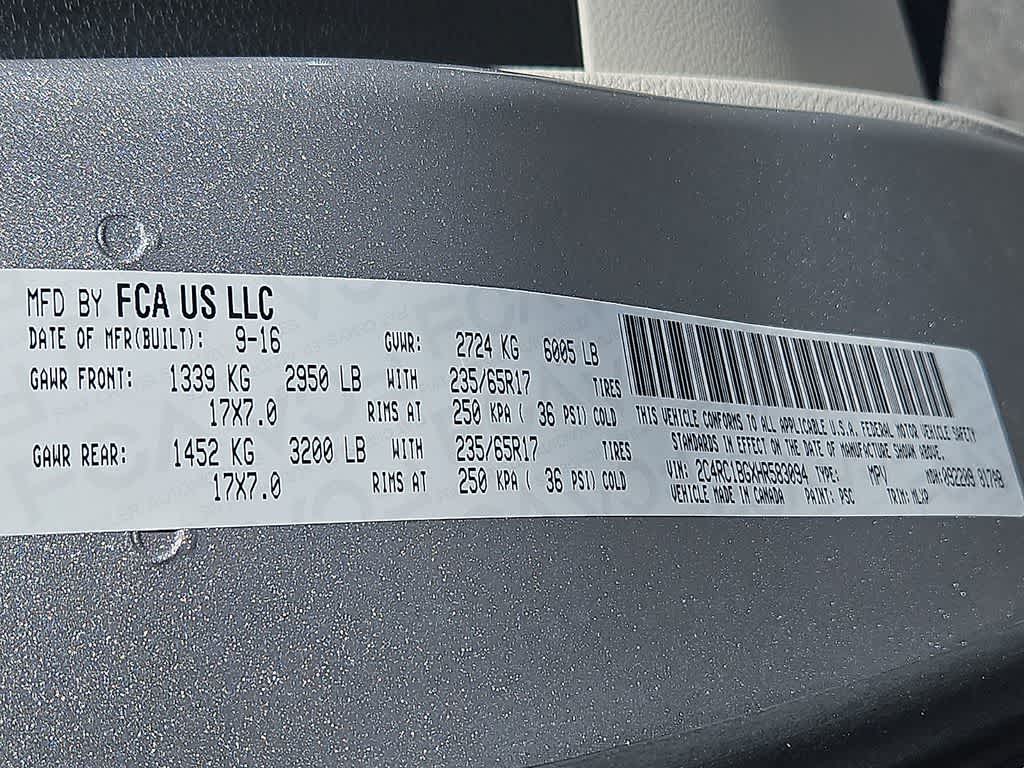 MFD BY FCA US LLC
DATE OF MFR(BUILT): 9-16 GVWR: 2724 KG 6005 LB
GAWR FRONT: 1339 KG 2950 LB WITH 235/65R17 TIRES
17X7.0 RIMS AT 250 KPA ( 36 PSI) COLD
GAWR REAR: 1452 KG 3200 LB WITH 235/65R17 TIRES
17X7.0 RIMS AT 250 KPA ( 36 PSI) COLD
THIS VEHICLE CONFORMS TO ALL APPLICABLE U.S.A. FEDERAL MOTOR VEHICLE SAFETY
STANDARDS IN EFFECT ON THE DATE OF MANUFACTURE SHOWN ABOVE.
VIN: 2C4RC1BGXHR583094 TYPE: MPV MDH:092209 817
VEHICLE MADE IN CANADA PAINT: PSC TRIM: MLXP